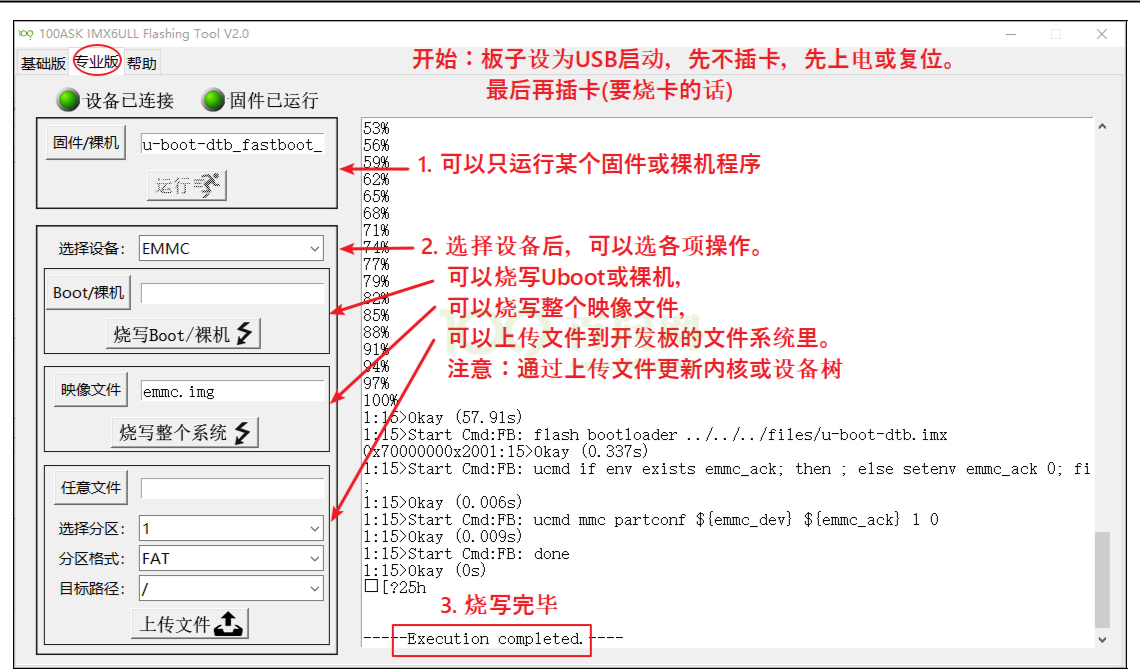 100ASK IMX6ULL Flashing Tool V2.0
基础版 专业版 帮助
开始：板子设为USB启动，先不插卡，先上电或复位。
最后再插卡(要烧卡的话)
设备已连接 固件已运行
固件/裸机 u-boot-dtb_fastboot_
运行
选择设备： EMMC
Boot/裸机
烧写Boot/裸机
映像文件 emmc.img
烧写整个系统
任意文件
选择分区： 1
分区格式： FAT
目标路径： /
上传文件
53%
56%
59%
62%
65%
68%
71%
74%
77%
79%
82%
85%
88%
91%
94%
97%
100%
1:15>Okay (57.91s)
1:15>Start Cmd:FB: flash bootloader ../../../files/u-boot-dtb.imx
0x70000000x2001:15>Okay (0.337s)
1:15>Start Cmd:FB: ucmd if env exists emmc_ack; then ; else setenv emmc_ack 0; fi
;
1:15>Okay (0.006s)
1:15>Start Cmd:FB: ucmd mmc partconf ${emmc_dev} ${emmc_ack} 1 0
1:15>Okay (0.009s)
1:15>Start Cmd:FB: done
1:15>Okay (0s)
□[?25h
-----Execution completed.-----
1. 可以只运行某个固件或裸机程序
2. 选择设备后，可以选各项操作。
可以烧写Uboot或裸机，
可以烧写整个映像文件，
可以上传文件到开发板的文件系统里。
注意：通过上传文件更新内核或设备树
3. 烧写完毕